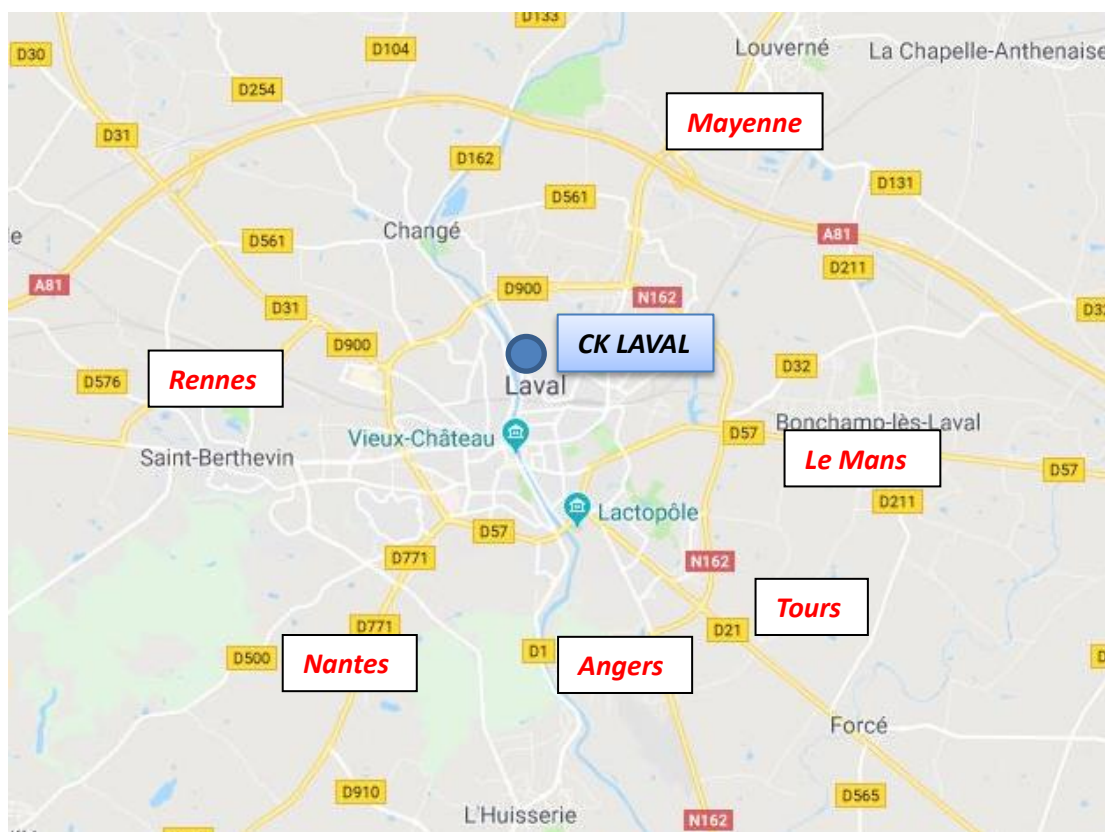 D133
Louverné
La Chapelle-Anthenaise
D30
D104
D254
Mayenne
D31
D162
D131
D561
Changé
D561
A81
D211
A81
D900
N162
D31
D32
CK LAVAL
D900
D32
Rennes
D576
Laval
Bonchamp-lès-Laval
D57
Vieux-Château
Saint-Berthevin
Le Mans
D57
D211
Lactopôle
D57
D771
N162
Tours
D771
D21
D1
D500
Nantes
Angers
Forcé
D910
D565
L'Huisserie
N162